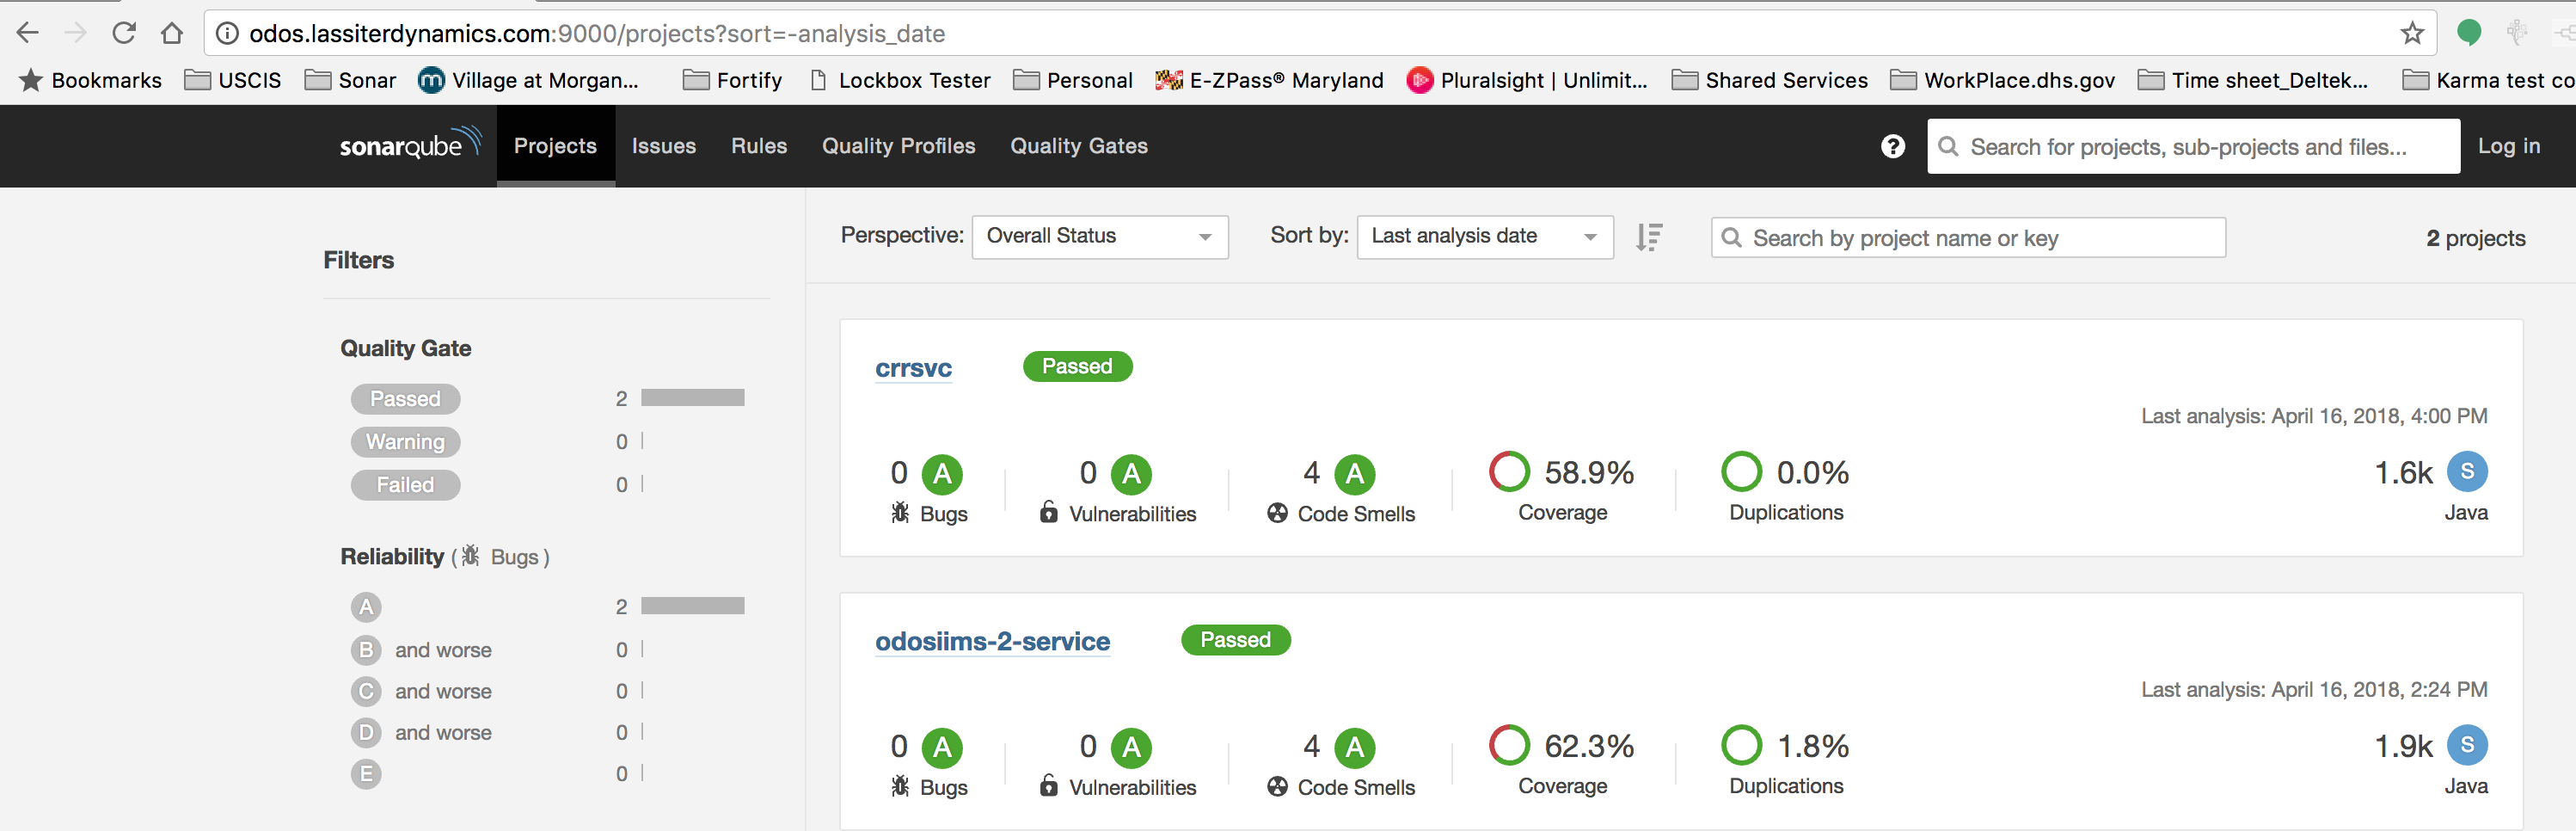 odos.lassiterdynamics.com:9000/projects?sort=-analysis_date
Bookmarks USCIS Sonar Village at Morgan... Fortify Lockbox Tester Personal E-ZPass® Maryland Pluralsight | Unlimit... Shared Services WorkPlace.dhs.gov Time sheet_Deltek... Karma test co
sonarqube Projects Issues Rules Quality Profiles Quality Gates ? Search for projects, sub-projects and files... Log in
Perspective: Overall Status Sort by: Last analysis date Search by project name or key 2 projects
Filters
Quality Gate
Passed 2
Warning 0
Failed 0
Reliability ( Bugs )
A 2
B and worse 0
C and worse 0
D and worse 0
E 0
crrsvc Passed
Last analysis: April 16, 2018, 4:00 PM
0 A 0 A 4 A 58.9% 0.0% 1.6k S
Bugs Vulnerabilities Code Smells Coverage Duplications Java
odosiims-2-service Passed
Last analysis: April 16, 2018, 2:24 PM
0 A 0 A 4 A 62.3% 1.8% 1.9k S
Bugs Vulnerabilities Code Smells Coverage Duplications Java